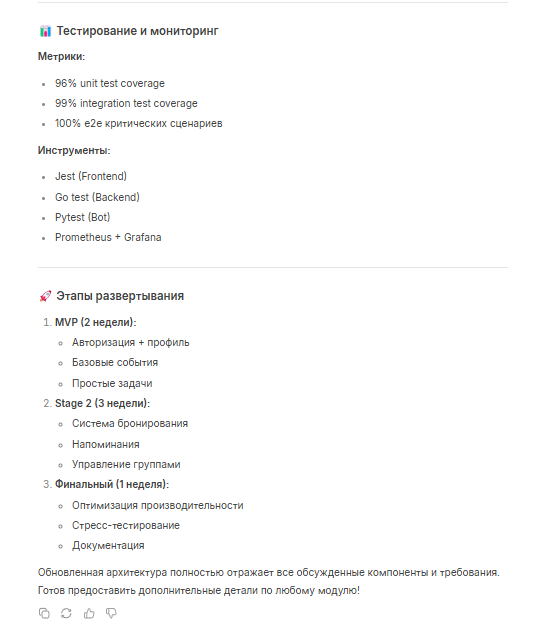 Тестирование и мониторинг
Метрики:
96% unit test coverage
99% integration test coverage
100% e2e критических сценариев
Инструменты:
Jest (Frontend)
Go test (Backend)
Pytest (Bot)
Prometheus + Grafana
Этапы развертывания
1. MVP (2 недели):
Авторизация + профиль
Базовые события
Простые задачи
2. Stage 2 (3 недели):
Система бронирования
Напоминания
Управление группами
3. Финальный (1 неделя):
Оптимизация производительности
Стресс-тестирование
Документация
Обновленная архитектура полностью отражает все обсужденные компоненты и требования.
Готов предоставить дополнительные детали по любому модулю!